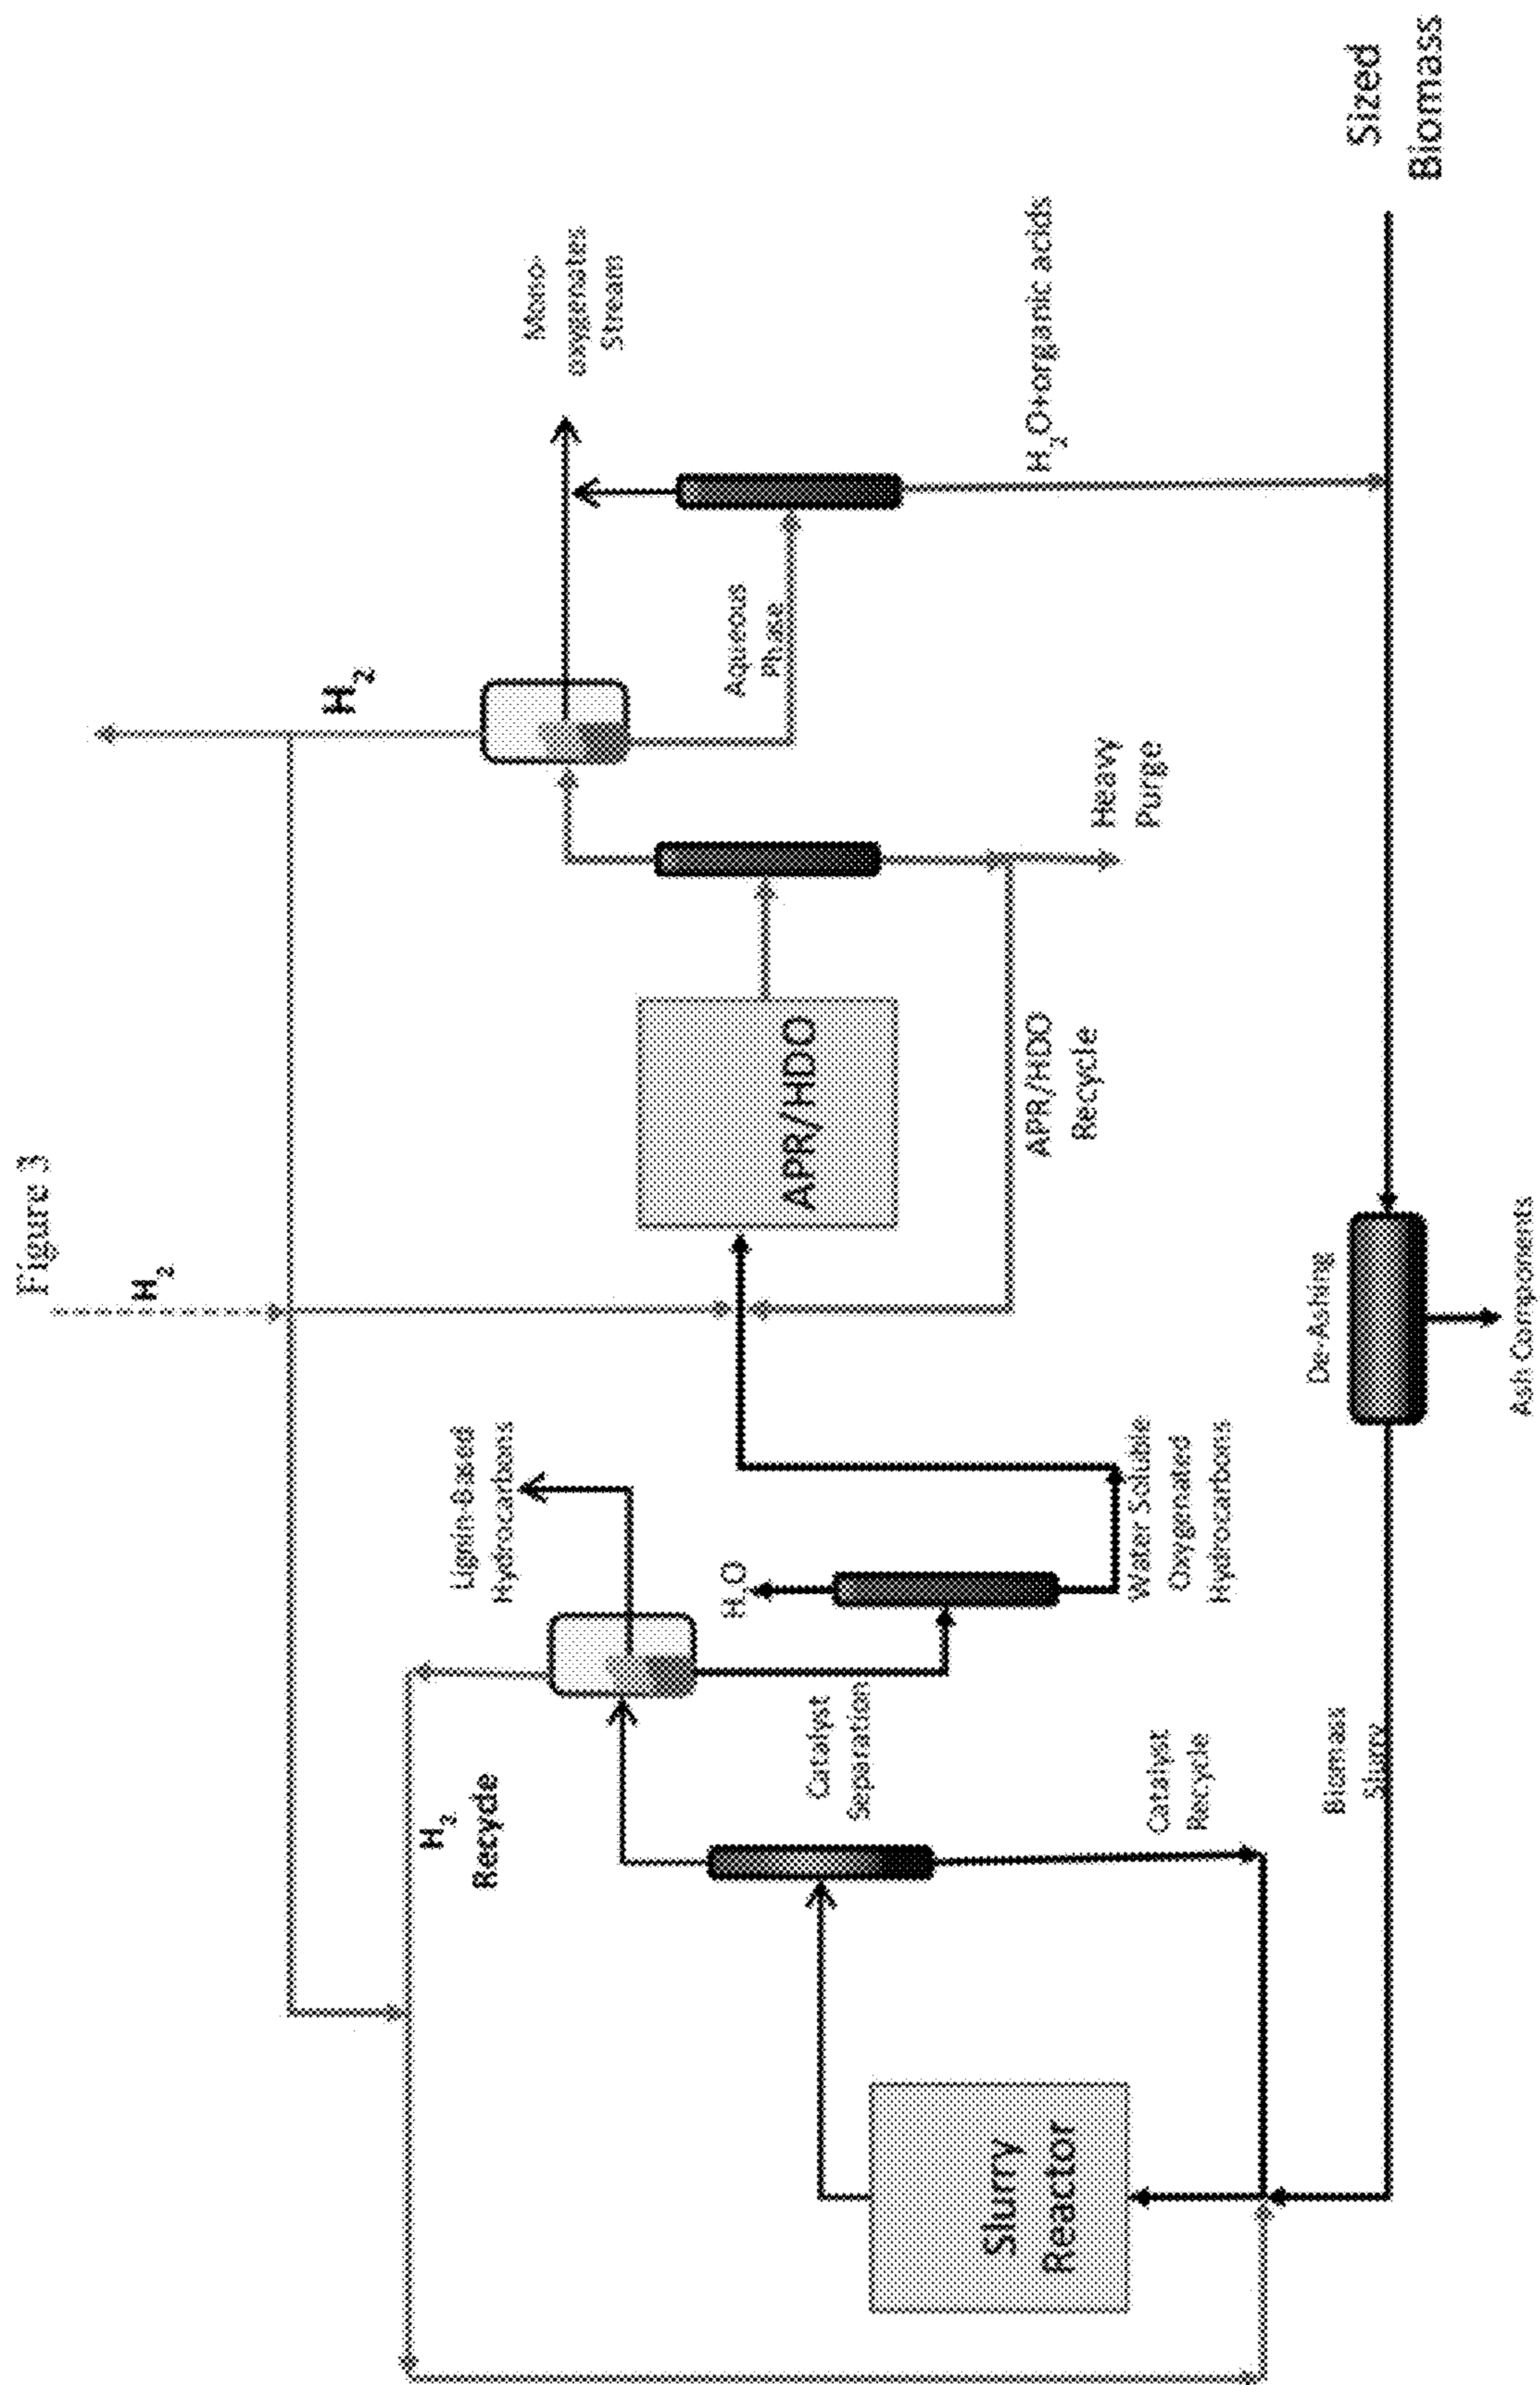 Figure 3
H2
H2
Mono-
oxygenates
Stream
Lignin-Based
Hydrocarbons
H2
Recycle
APR/HDO
Aqueous
Phase
H2O
Catalyst
Separation
Slurry
Reactor
Water Soluble
Oxygenated
Hydrocarbons
Catalyst
Recycle
APR/HDO
Recycle
Heavy
Purge
H2O+organic acids
Biomass
Slurry
De-Ashing
Ash Components
Sized
Biomass